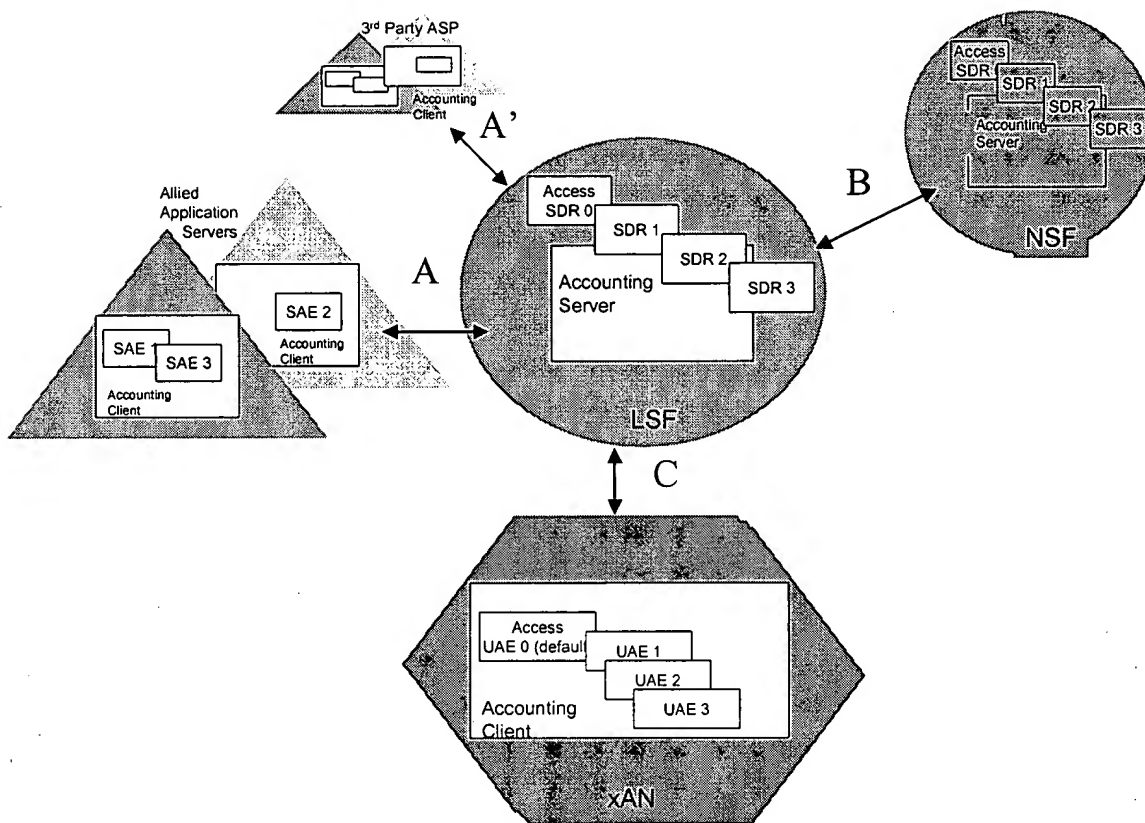 3rd Party ASP
Accounting
Client
A'
Access
SDR
SDR 1
SDR 2
SDR 3
Accounting
Server
NSF
B
Allied
Application
Servers
SAE 2
Accounting
Client
SAE 1
SAE 3
Accounting
Client
A
Access
SDR 0
SDR 1
SDR 2
SDR 3
Accounting
Server
LSF
C
Access
UAE 0 (default
UAE 1
UAE 2
UAE 3
Accounting
Client
xAN